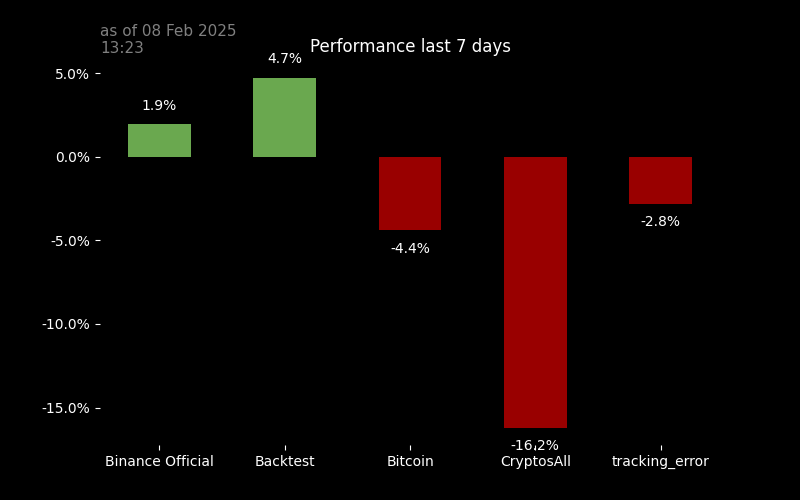 as of 08 Feb 2025
13:23
Performance last 7 days
5.0%
0.0%
-5.0%
-10.0%
-15.0%
1.9%
4.7%
-4.4%
-16.2%
-2.8%
Binance Official
Backtest
Bitcoin
CryptosAll
tracking_error